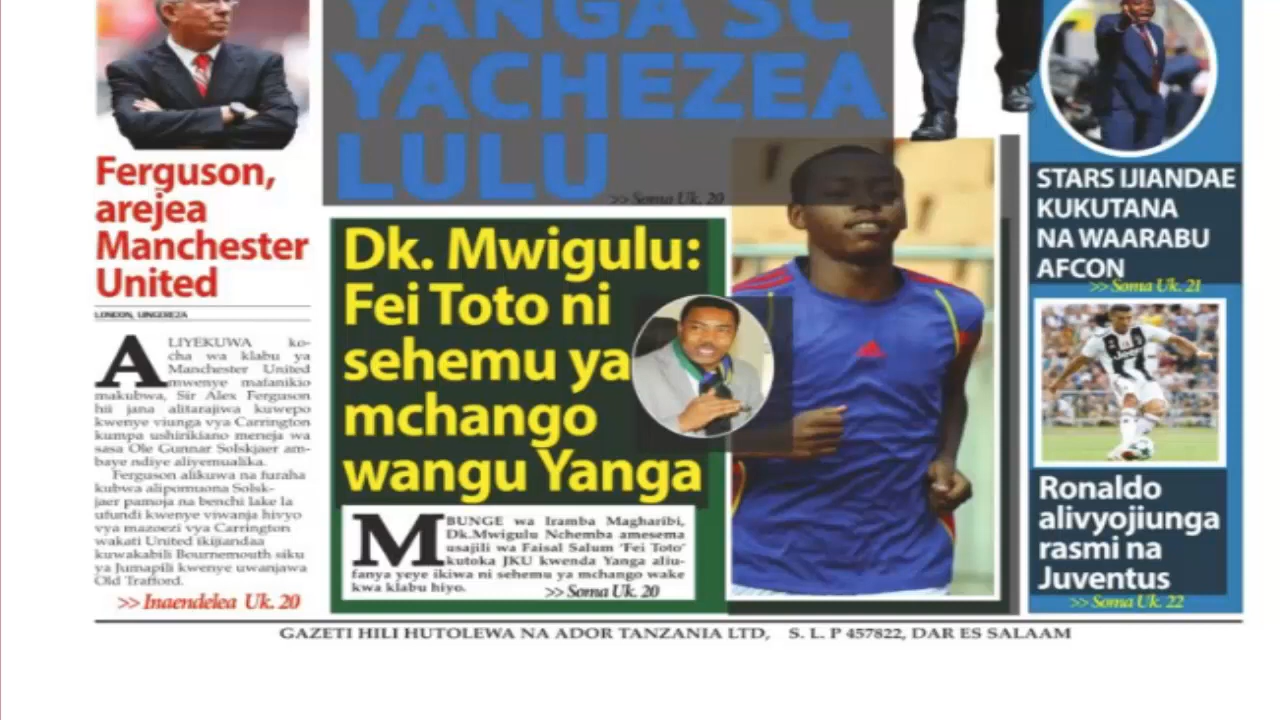 YANGA SC
YACHEZEA
LULU
>> Soma Uk. 20
Ferguson,
arejea
Manchester
United
LONDON, UINGEREZA
ALIYEKUWA ko-
cha wa klabu ya
Manchester United
mwenye mafanikio
makubwa, Sir Alex Ferguson
hii jana alitarajiwa kuwepo
kwenye viunga vya Carrington
kumpa ushirikiano meneja wa
sasa Ole Gunnar Solskjaer am-
baye ndiye aliyemualika.
Ferguson alikuwa na furaha
kubwa alipomuona Solsk-
jaer pamoja na benchi lake la
ufundi kwenye viwanja hivyo
vya mazoezi vya Carrington
wakati United ikijiandaa
kuwakabili Bournemouth siku
ya Jumapili kwenye uwanjawa
Old Trafford.
>> Inaendelea Uk. 20
Dk. Mwigulu:
Fei Toto ni
sehemu ya
mchango
wangu Yanga
MBUNGE wa Iramba Magharibi,
Dk.Mwigulu Nchemba amesema
usajili wa Faisal Salum 'Fei Toto'
kutoka JKU kwenda Yanga aliu-
fanya yeye ikiwa ni sehemu ya mchango wake
kwa klabu hiyo.
>> Soma Uk. 20
STARS IJIANDAE
KUKUTANA
NA WAARABU
AFCON
>> Soma Uk. 21
Jeep
Ronaldo
alivyojiunga
rasmi na
Juventus
>> Soma Uk. 22
GAZETI HILI HUTOLEWA NA ADOR TANZANIA LTD, S. L. P 457822, DAR ES SALAAM